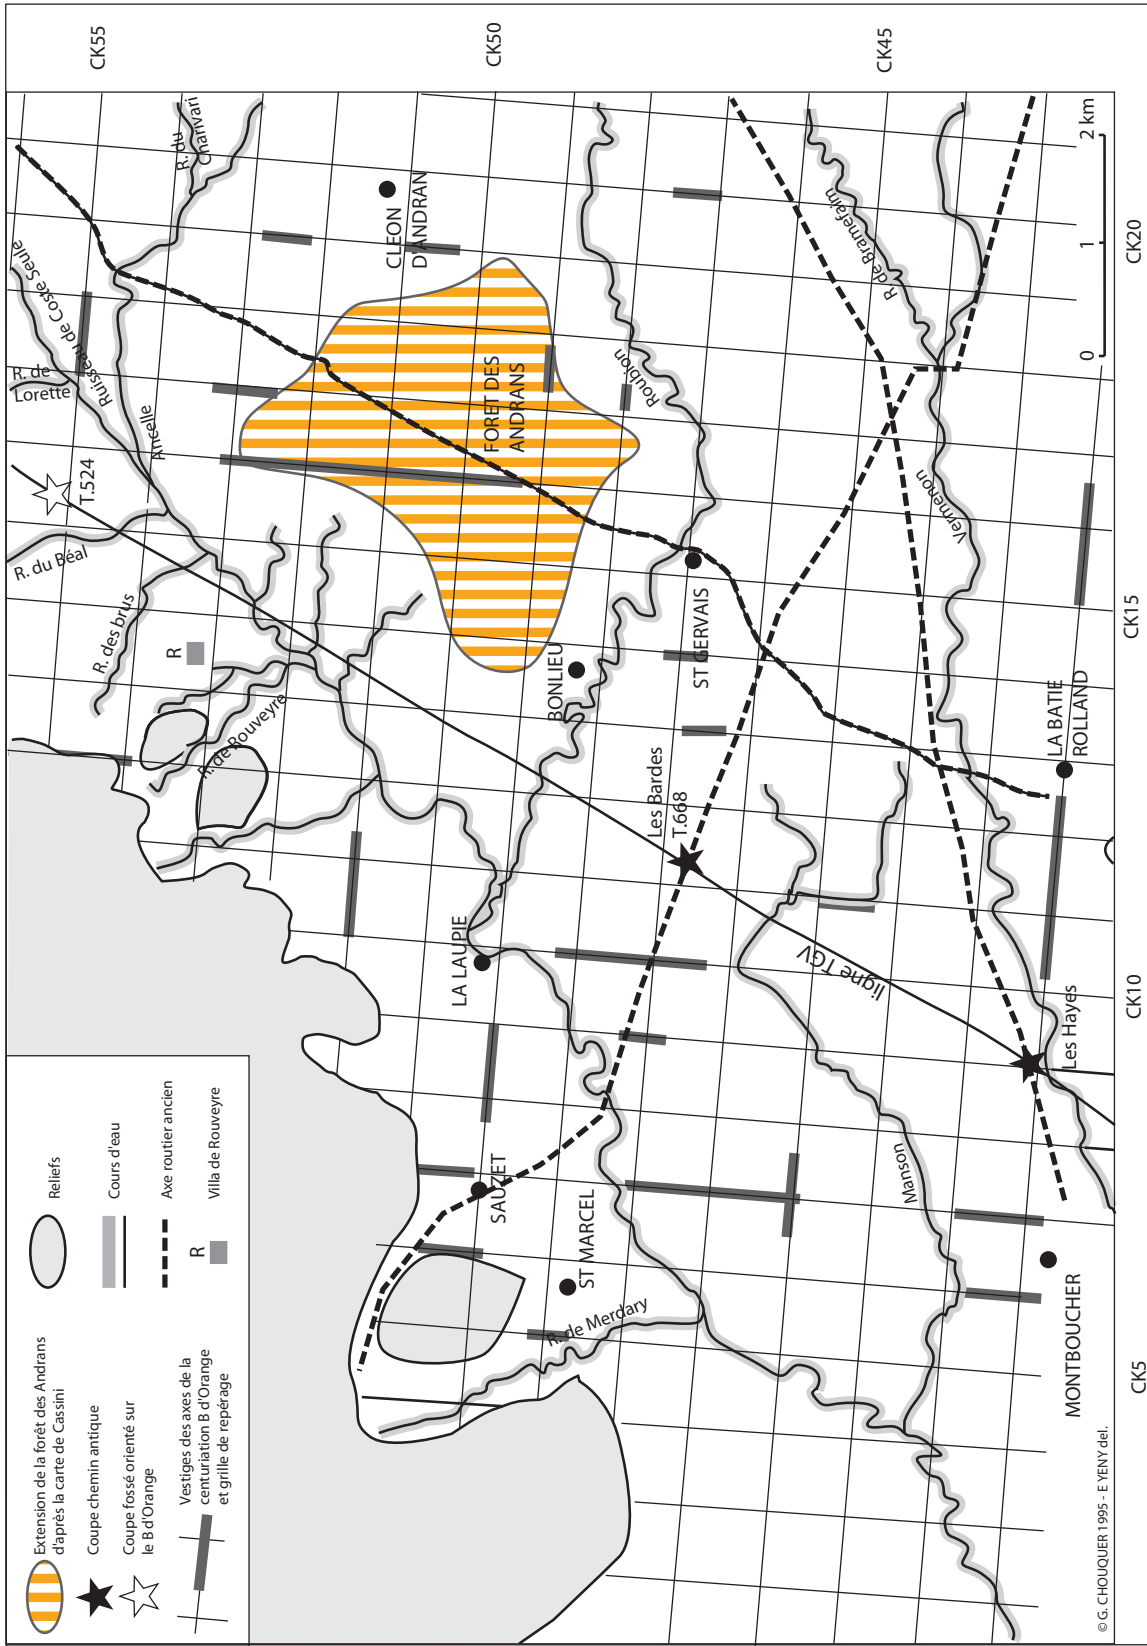 Extension de la forêt des Andrans
d'après la carte de Cassini
Coupe chemin antique
Coupe fossé orienté sur
le B d'Orange
Vestiges des axes de la
centuriation B d'Orange
et grille de repérage
Reliefs
Cours d'eau
Axe routier ancien
R
Villa de Rouveyre
CK55
CK50
CK45
CK20
CK15
CK10
CK5
R. du
Charivari
Ruisseau de Coste Seule
R. de
Lorette
Ancelle
T.524
R. du Béal
R. des brus
R
R. de Rouveyre
CLEON
D'ANDRAN
FORET DES
ANDRANS
Roubion
R. de Bramefaim
Vermenon
BONLIEU
ST GERVAIS
LA BATIE
ROLLAND
Les Bardes
T.668
LA LAUPIE
ligne TGV
Les Hayes
SAUZET
ST MARCEL
R. de Merdary
Manson
MONTBOUCHER
0
1
2 km
© G. CHOUQUER 1995 - E YENY del.